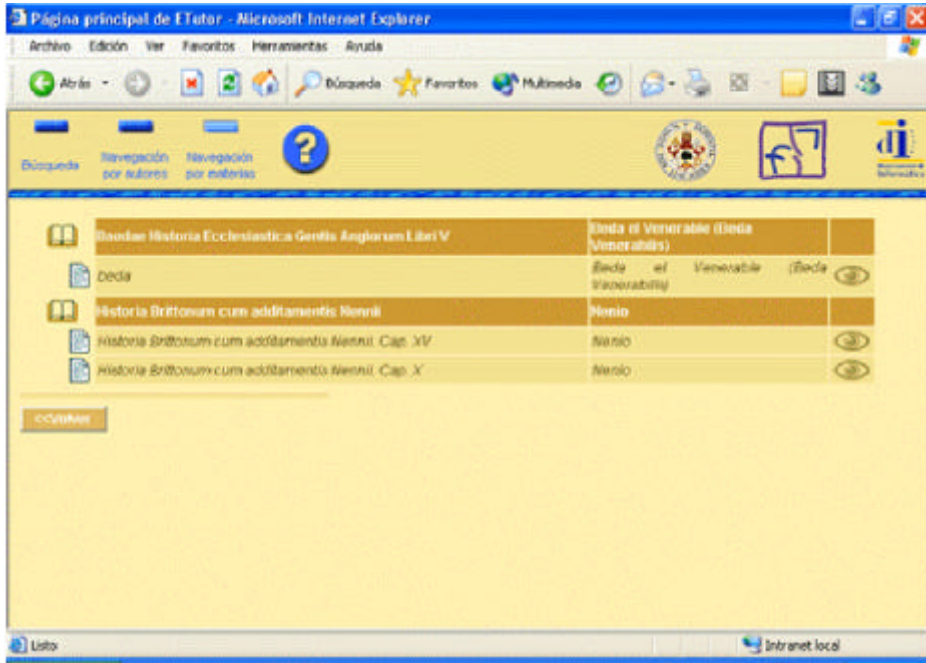 Página principal de ETutor - Microsoft Internet Explorer
Archivo Edición Ver Favoritos Herramientas Ayuda
Atrás Búsqueda Favoritos Multimedia
Búsqueda
Navegación por autores
Navegación por materias
Baedae Historia Ecclesiastica Gentis Anglorum Libri V
Beda el Venerable (Beda
Venerabilis)
beda
Beda el Venerable (Beda
Venerabilis)
Historia Brittonum cum additamentis Nennii
Nenio
Historia Brittonum cum additamentis Nennii. Cap. XV
Nenio
Historia Brittonum cum additamentis Nennii. Cap. X
Nenio
<<Volver
Listo
Intranet local